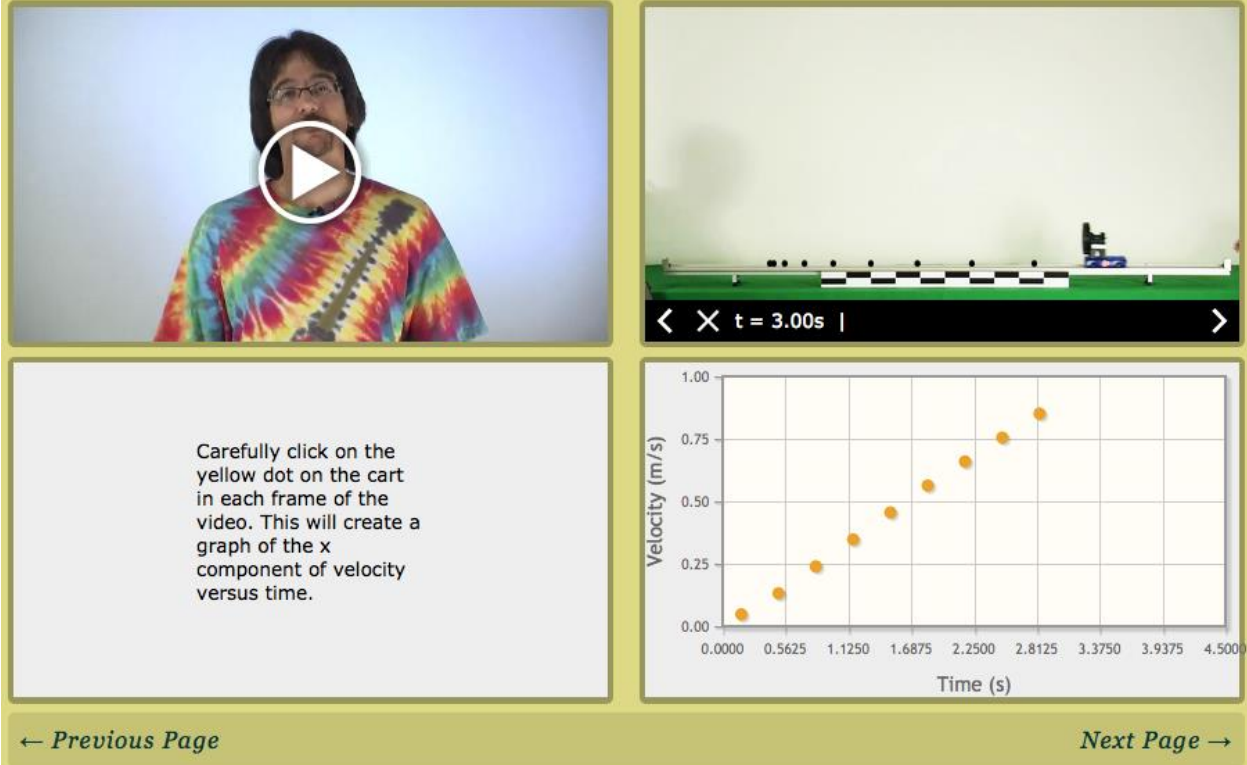 t = 3.00s |
Carefully click on the
yellow dot on the cart
in each frame of the
video. This will create a
graph of the x
component of velocity
versus time.
Velocity (m/s)
1.00
0.75
0.50
0.25
0.00
0.0000 0.5625 1.1250 1.6875 2.2500 2.8125 3.3750 3.9375 4.5000
Time (s)
← Previous Page
Next Page →